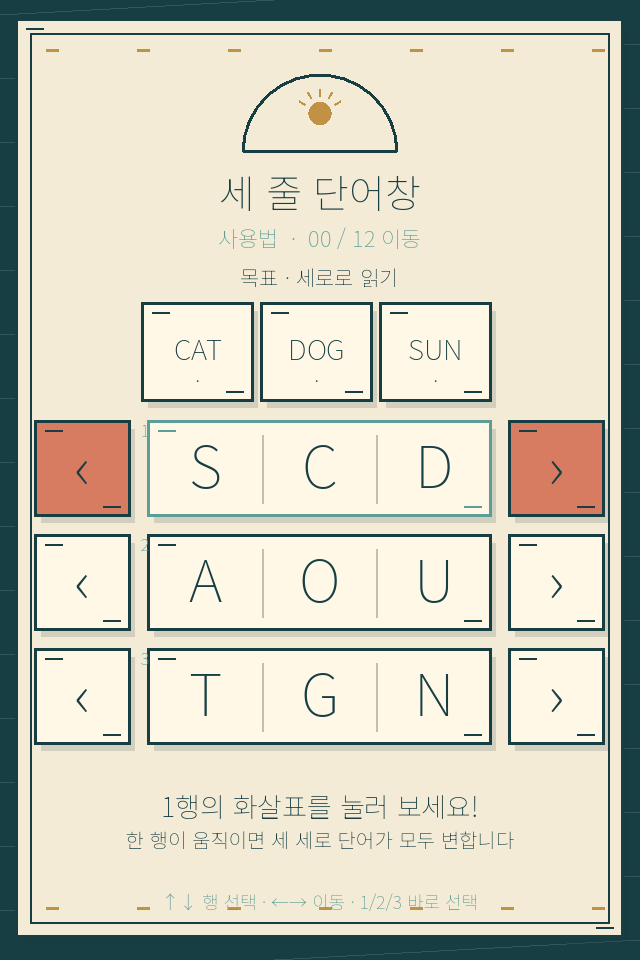 세 줄 단어창
사용법 · 00 / 12 이동
목표 · 세로로 읽기
CAT DOG SUN
· · ·
1 ‹ S C D ›
2 ‹ A O U ›
3 ‹ T G N ›
1행의 화살표를 눌러 보세요!
한 행이 움직이면 세 세로 단어가 모두 변합니다
↑↓ 행 선택 · ←→ 이동 · 1/2/3 바로 선택